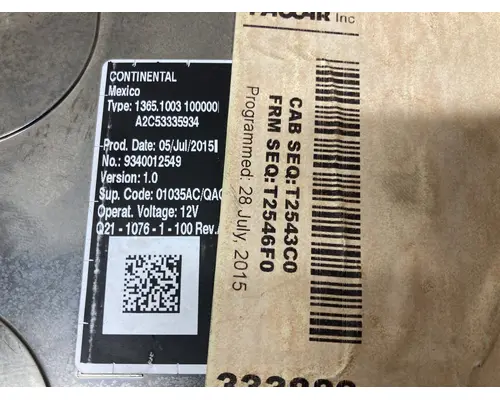 CONTINENTAL
Mexico
Type: 1365.1003 100000
A2C53335934
Prod. Date: 05/Jul/2015
No.: 9340012549
Version: 1.0
Sup. Code: 01035AC/QAC
Operat. Voltage: 12V
Q21 - 1076 - 1 - 100 Rev.
PACCAR Inc
CAB SEQ:T2543C0
FRM SEQ:T2546F0
Programmed: 28 July, 2015